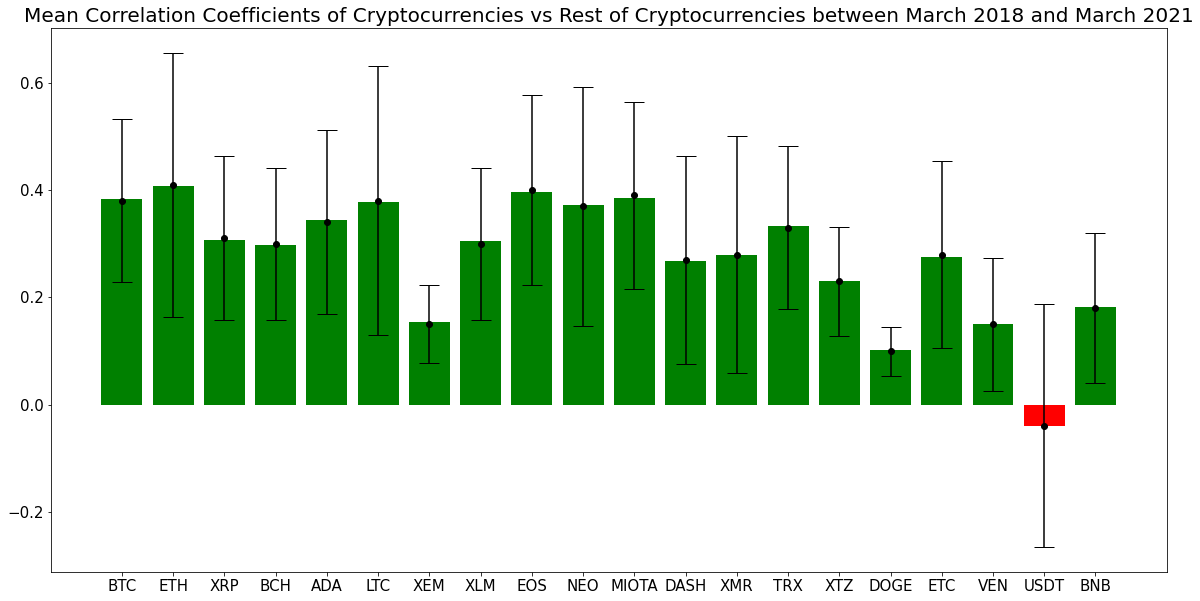 Mean Correlation Coefficients of Cryptocurrencies vs Rest of Cryptocurrencies between March 2018 and March 2021
0.6
0.4
0.2
0.0
−0.2
BTC ETH XRP BCH ADA LTC XEM XLM EOS NEO MIOTA DASH XMR TRX XTZ DOGE ETC VEN USDT BNB